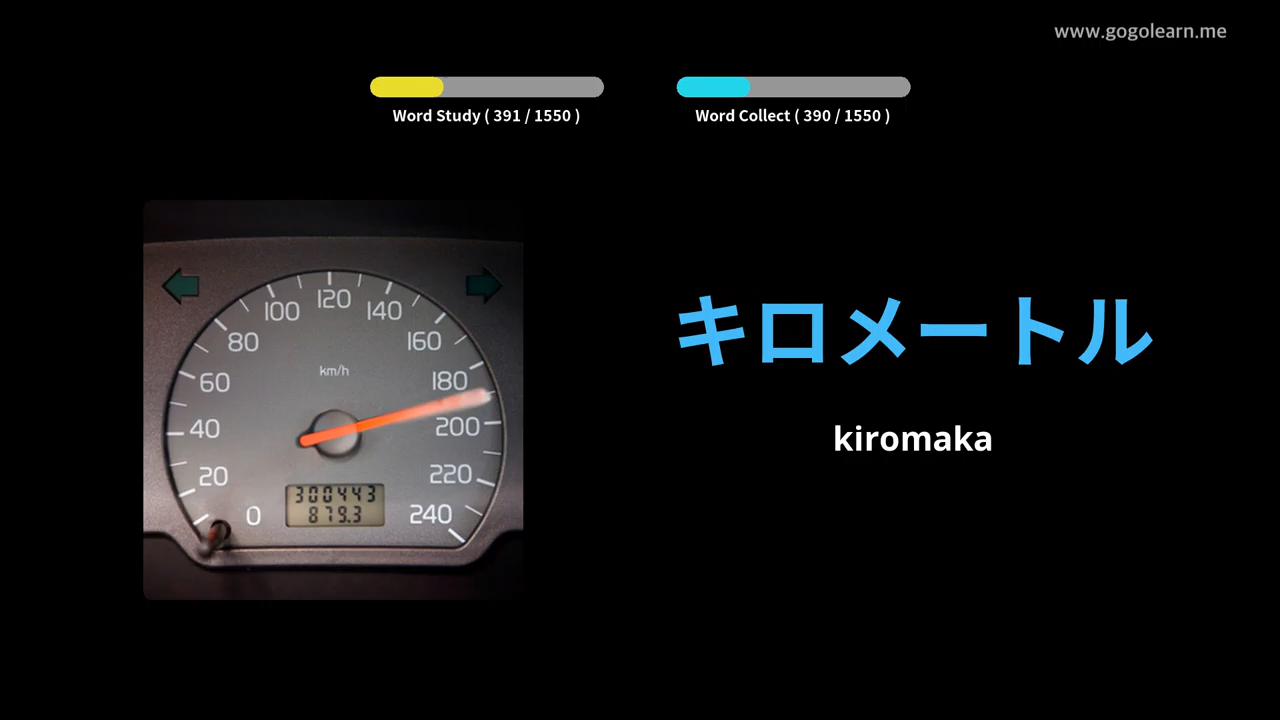 www.gogolearn.me
Word Study ( 391 / 1550 )
Word Collect ( 390 / 1550 )
キロメートル
kiromaka
0
20
40
60
80
100
120
140
160
180
200
220
240
km/h
300443
879.3